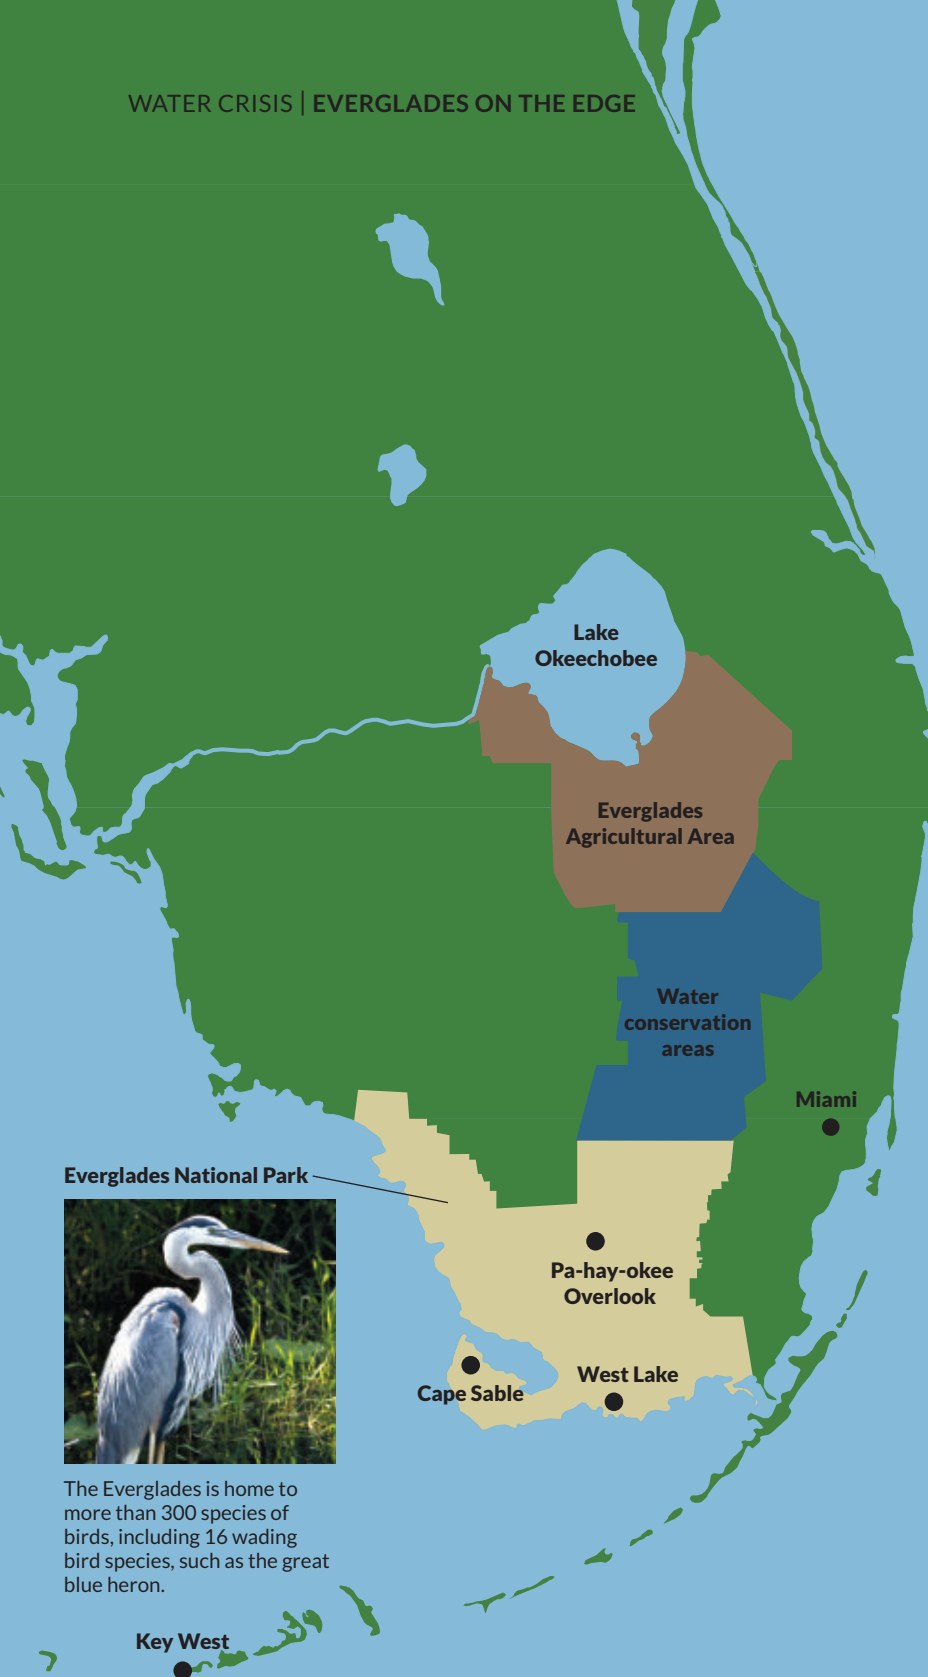 WATER CRISIS | EVERGLADES ON THE EDGE
Lake
Okeechobee
Everglades
Agricultural Area
Water
conservation
areas
Miami
Everglades National Park
Pa-hay-okee
Overlook
West Lake
Cape Sable
The Everglades is home to
more than 300 species of
birds, including 16 wading
bird species, such as the great
blue heron.
Key West